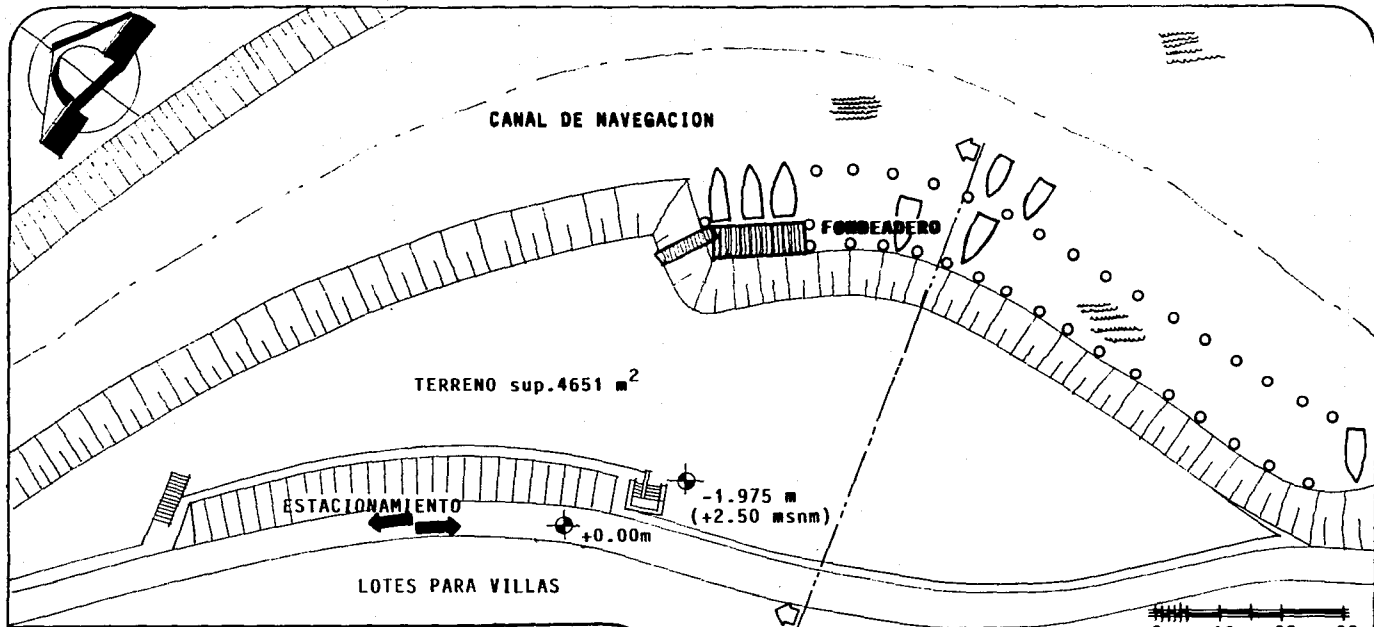 CANAL DE NAVEGACION
FONDEADERO
TERRENO sup.4651 m²
ESTACIONAMIENTO
-1.975 m
(+2.50 msnm)
+0.00m
LOTES PARA VILLAS